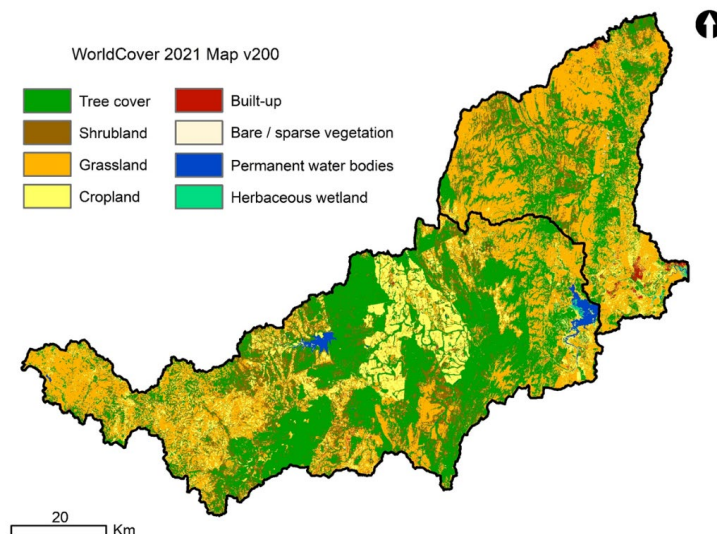 WorldCover 2021 Map v200
Tree cover
Shrubland
Grassland
Cropland
Built-up
Bare / sparse vegetation
Permanent water bodies
Herbaceous wetland
20
Km